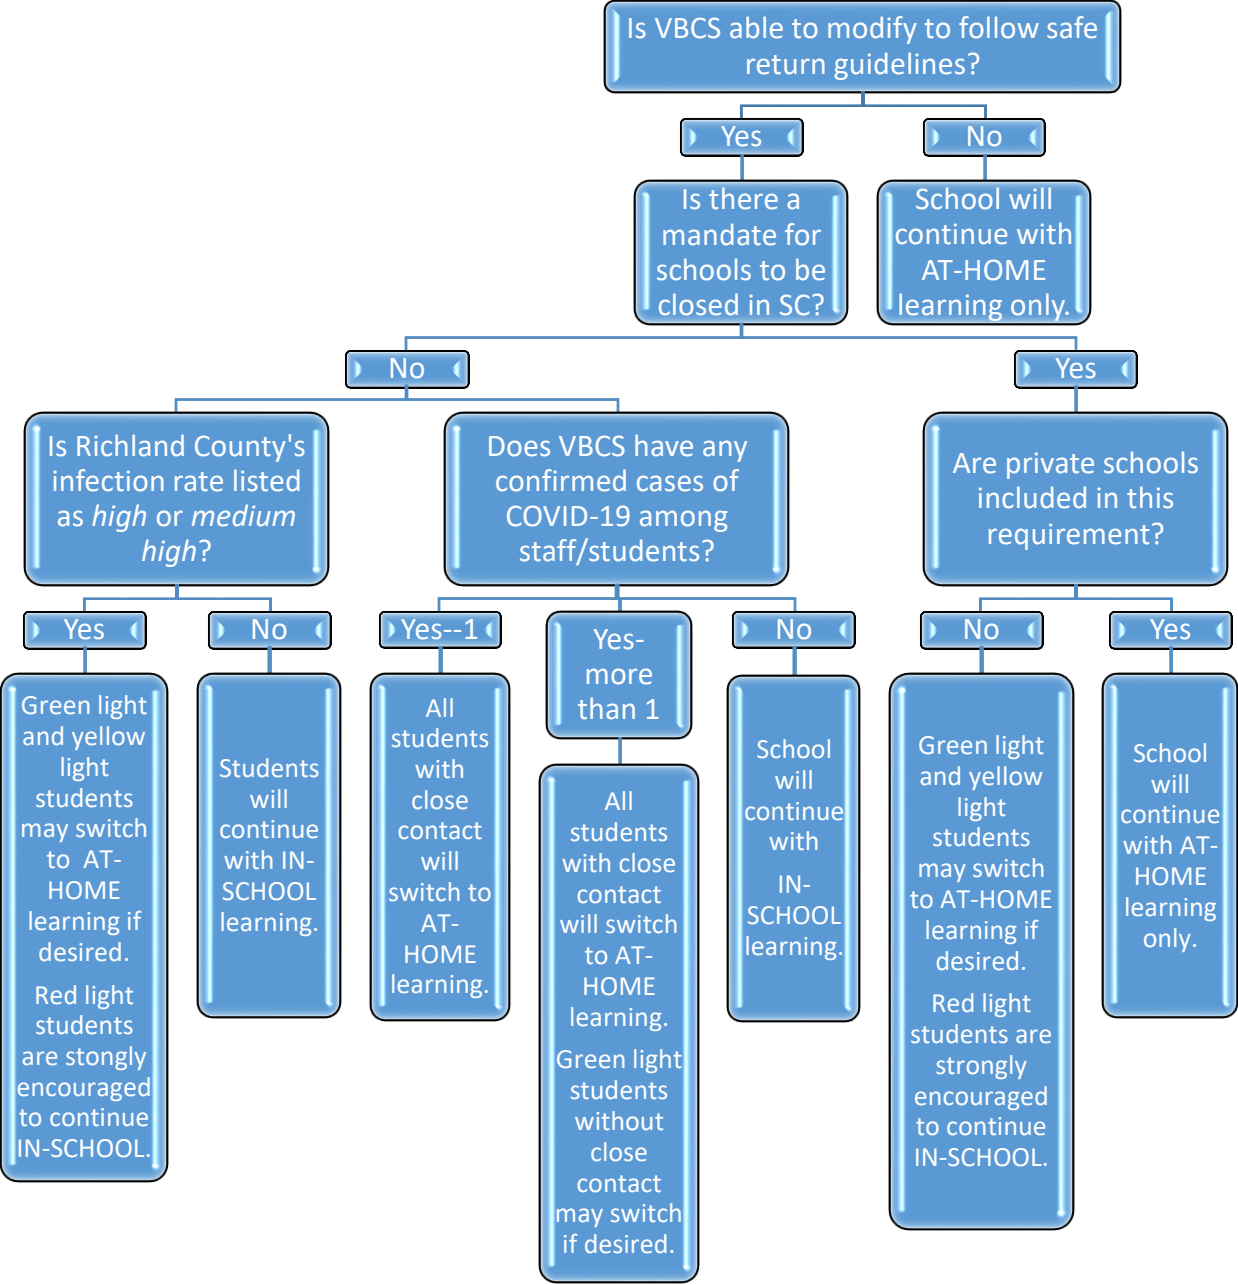 Is VBCS able to modify to follow safe
return guidelines?
Yes
No
Is there a
mandate for
schools to be
closed in SC?
School will
continue with
AT-HOME
learning only.
No
Yes
Is Richland County's
infection rate listed
as high or medium
high?
Does VBCS have any
confirmed cases of
COVID-19 among
staff/students?
Are private schools
included in this
requirement?
Yes
No
Yes--1
Yes-
more
than 1
No
No
Yes
Green light
and yellow
light
students
may switch
to AT-
HOME
learning if
desired.
Red light
students
are stongly
encouraged
to continue
IN-SCHOOL.
Students
will
continue
with IN-
SCHOOL
learning.
All
students
with
close
contact
will
switch to
AT-
HOME
learning.
All
students
with close
contact
will switch
to AT-
HOME
learning.
Green light
students
without
close
contact
may switch
if desired.
School
will
continue
with
IN-
SCHOOL
learning.
Green light
and yellow
light
students
may switch
to AT-HOME
learning if
desired.
Red light
students are
strongly
encouraged
to continue
IN-SCHOOL.
School
will
continue
with AT-
HOME
learning
only.